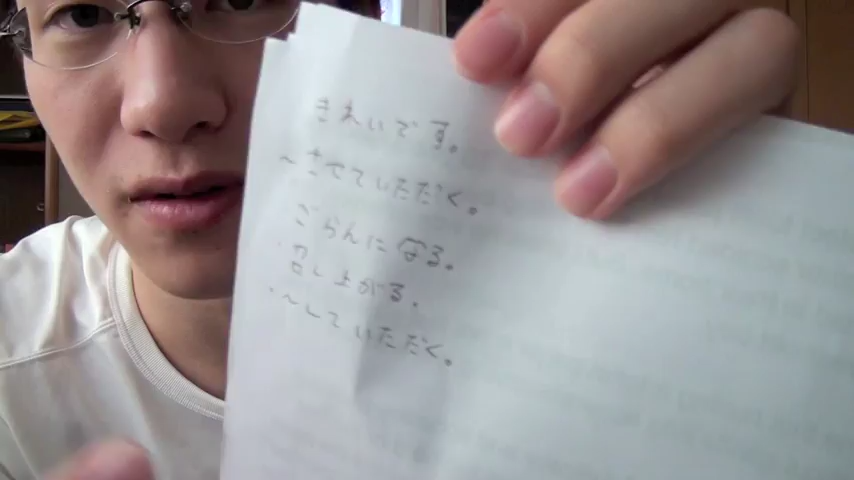 きれいです。
～させていただく。
ごらんになる。
・召し上がる。
・～していただく。